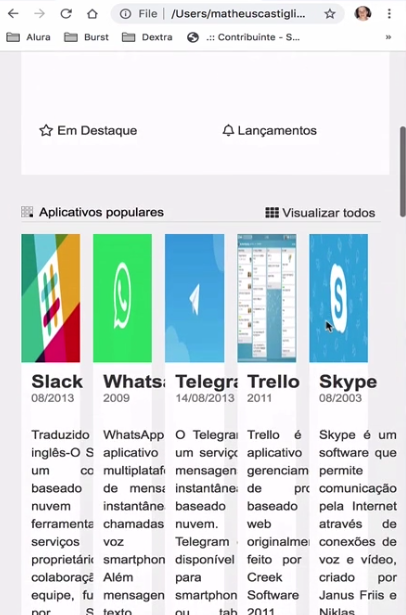 File /Users/matheuscastigli...
Alura Burst Dextra .:: Contribuinte - S... »
Em Destaque Lançamentos
Aplicativos populares Visualizar todos
Slack
08/2013
Traduzido
inglês-O S
um co
baseado
nuvem
ferramenta
serviços
proprietári
colaboraçã
equipe, fu
por S
Whatsa
2009
WhatsApp
aplicativo
multiplatafo
de mensa
instantânea
chamadas
voz
smartphon
Além
mensagen
texto
Telegra
14/08/2013
O Telegran
um serviço
mensagen
instantânea
baseado
nuvem.
Telegram
disponível
para
smartphon
ou tab
Trello
2011
Trello é
aplicativo
gerenciam
de pro
baseado
web
originalme
feito por
Creek
Software
2011
Skype
08/2003
Skype é um
software que
permite
comunicação
pela Internet
através de
conexões de
voz e vídeo,
criado por
Janus Friis e
Niklas